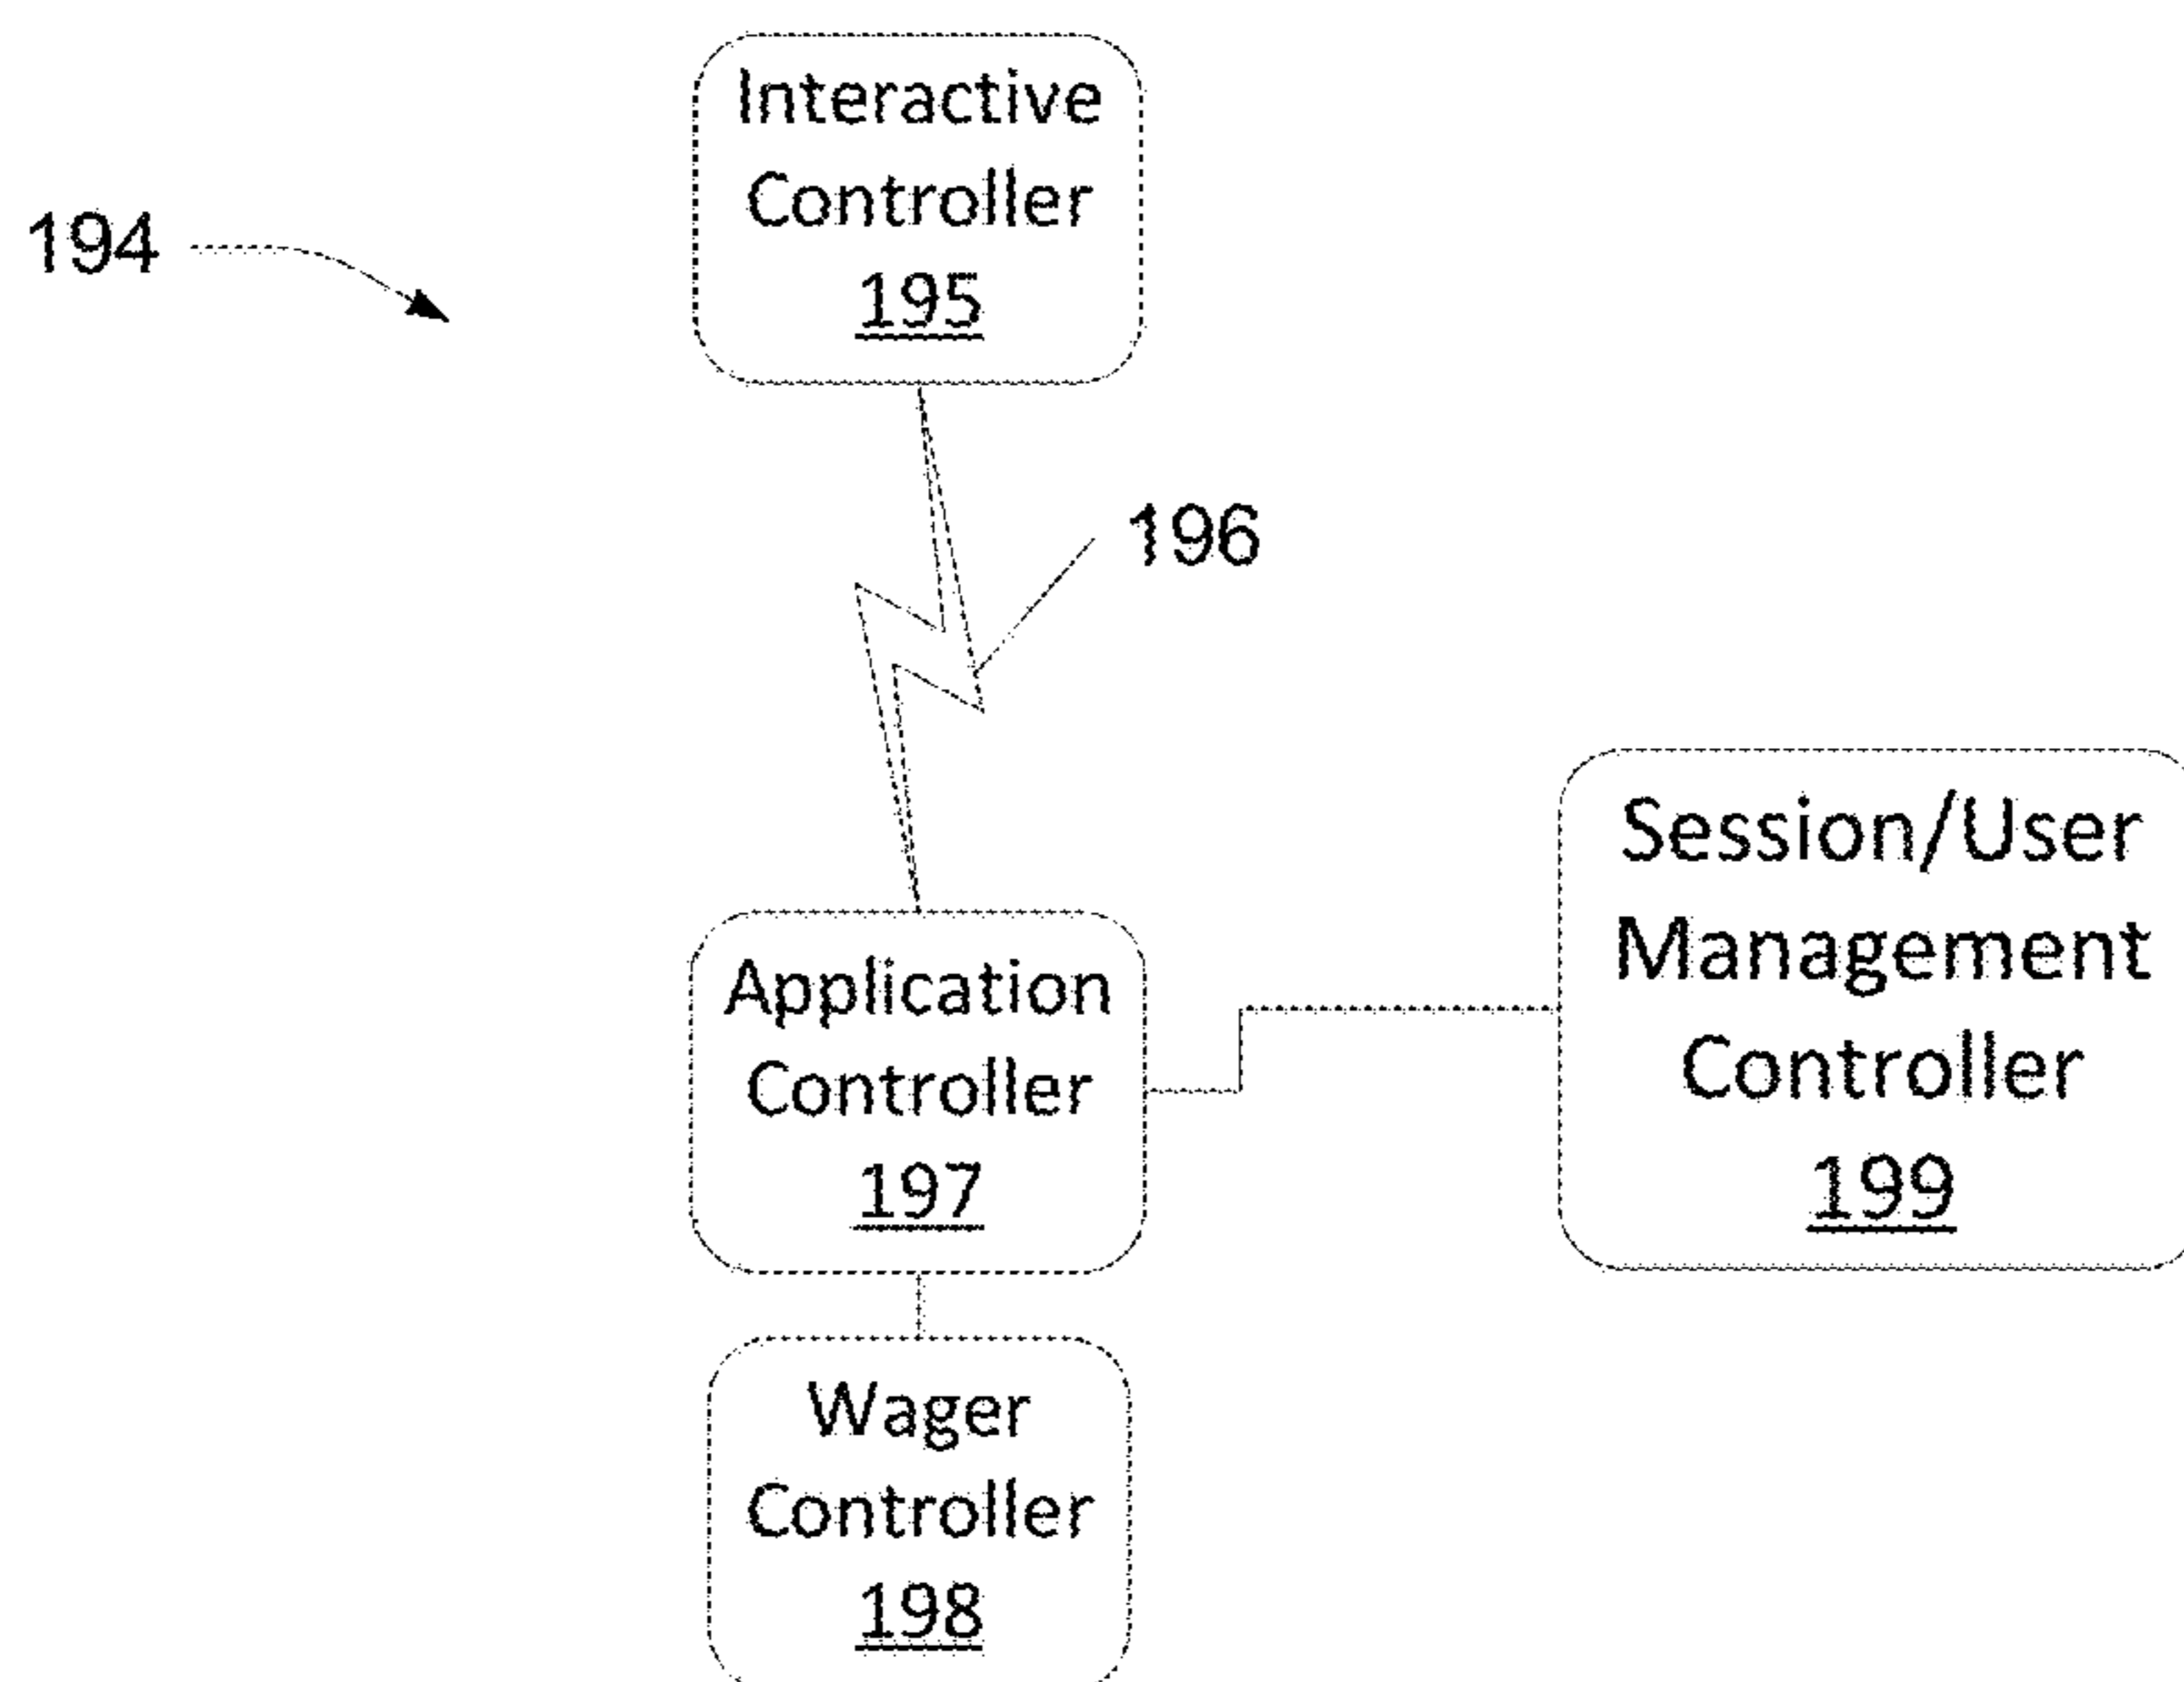 Interactive
Controller
195
194
196
Session/User
Management
Controller
199
Application
Controller
197
Wager
Controller
198